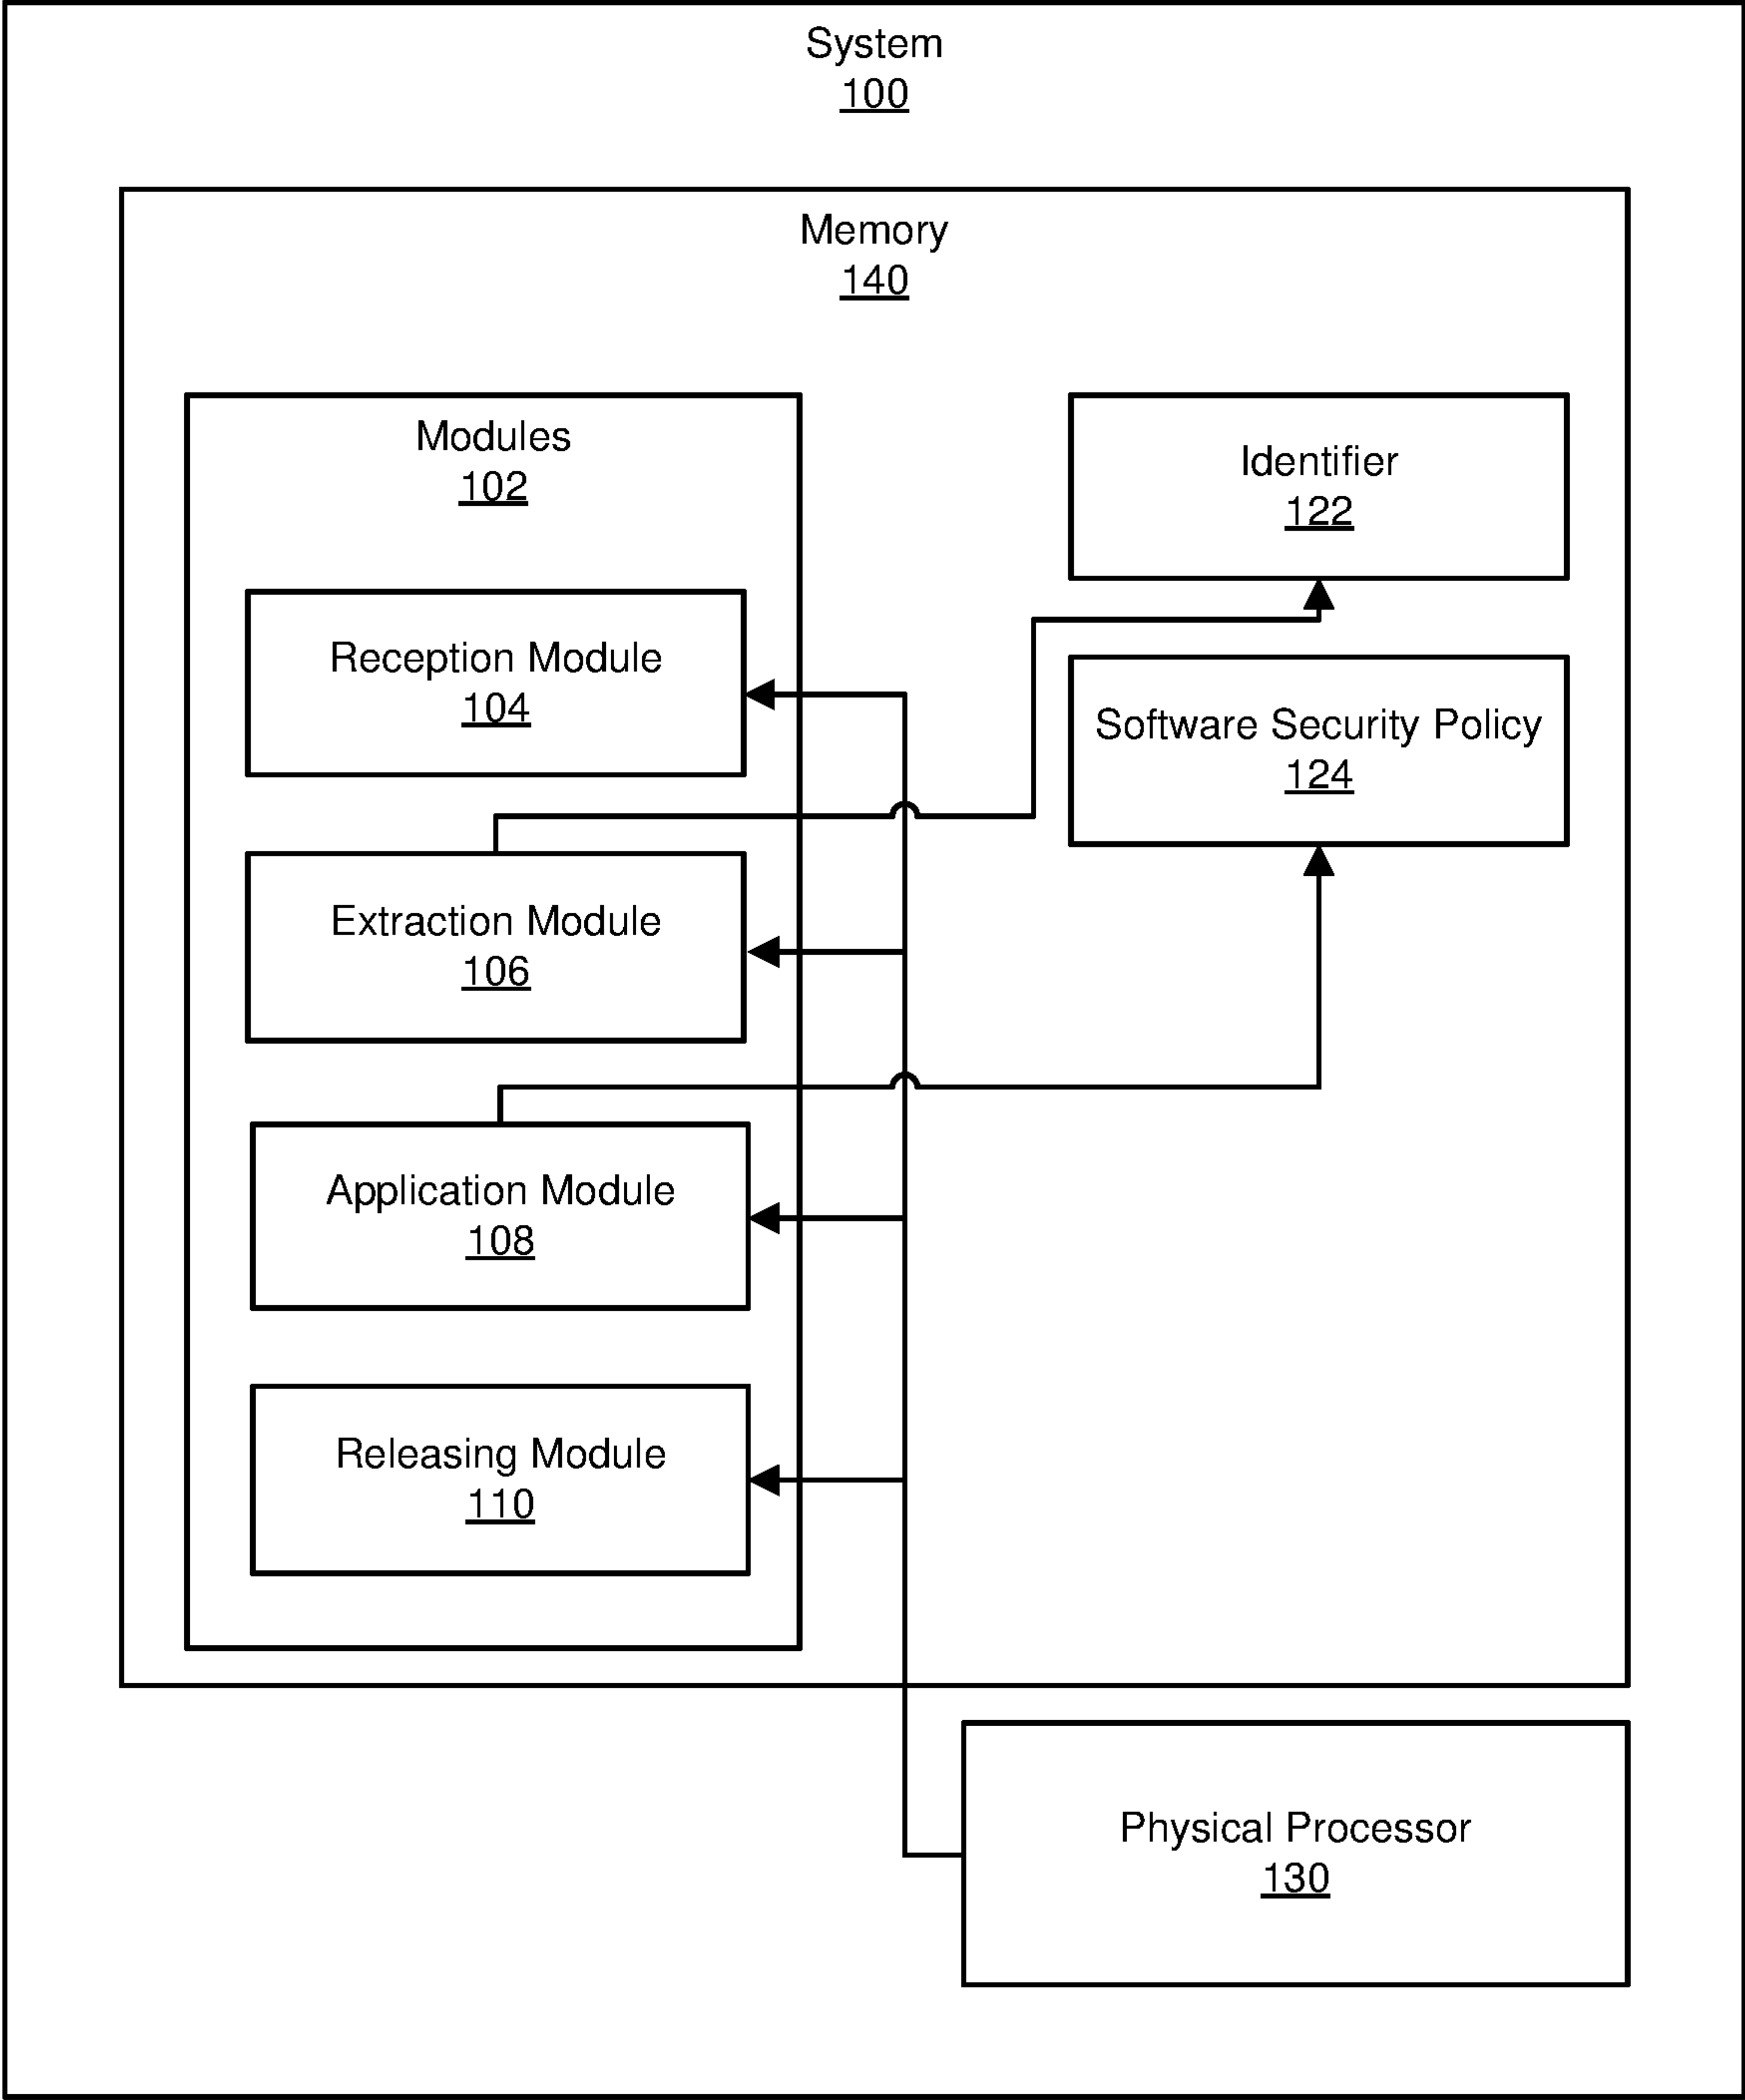 System
100
Memory
140
Modules
102
Identifier
122
Reception Module
104
Software Security Policy
124
Extraction Module
106
Application Module
108
Releasing Module
110
Physical Processor
130